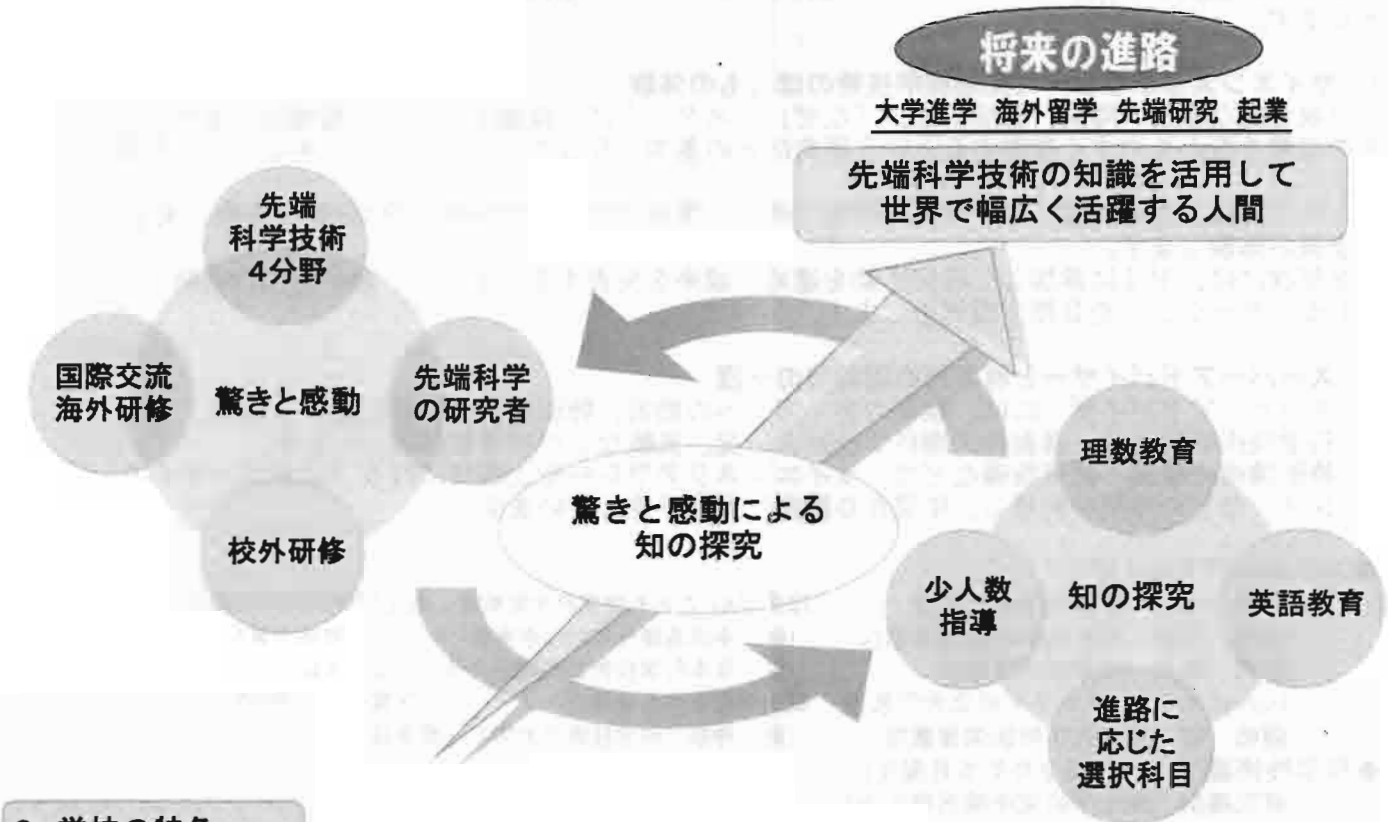 将来の進路
大学進学 海外留学 先端研究 起業
先端科学技術の知識を活用して
世界で幅広く活躍する人間
先端
科学技術
4分野
国際交流
海外研修
驚きと感動
先端科学
の研究者
校外研修
驚きと感動による
知の探究
理数教育
少人数
指導
知の探究
英語教育
進路に
応じた
選択科目